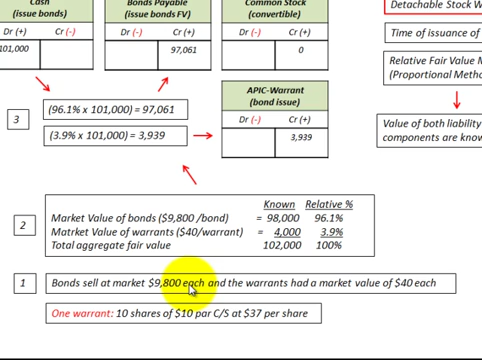 Cash
(issue bonds)
Dr (+) Cr (-)
101,000
Bonds Payable
(issue bonds FV)
Dr (-) Cr (+)
97,061
Common Stock
(convertible)
Dr (-) Cr (+)
0
Detachable Stock W
Time of issuance of
Relative Fair Value M
(Proportional Metho
Value of both liability
components are know
3
(96.1% x 101,000) = 97,061
(3.9% x 101,000) = 3,939
APIC-Warrant
(bond issue)
Dr (-) Cr (+)
3,939
2
Known Relative %
Market Value of bonds ($9,800 /bond) = 98,000 96.1%
Matrket Value of warrants ($40/warrant) = 4,000 3.9%
Total aggregate fair value 102,000 100%
1
Bonds sell at market $9,800 each and the warrants had a market value of $40 each
One warrant: 10 shares of $10 par C/S at $37 per share